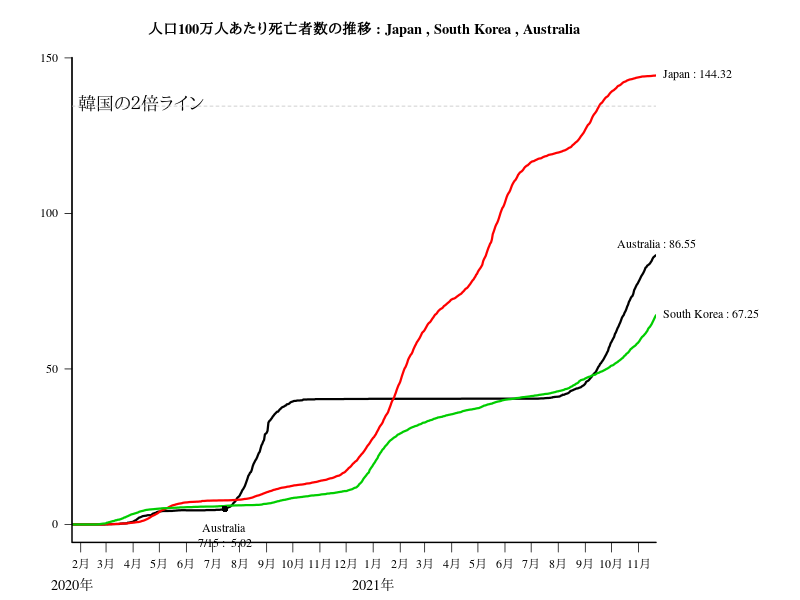 人口100万人あたり死亡者数の推移 : Japan , South Korea , Australia
150
Japan : 144.32
韓国の2倍ライン
100
Australia : 86.55
South Korea : 67.25
50
0
Australia
7/15 : 5.02
2月 3月 4月 5月 6月 7月 8月 9月 10月 11月 12月 1月 2月 3月 4月 5月 6月 7月 8月 9月 10月 11月
2020年 2021年